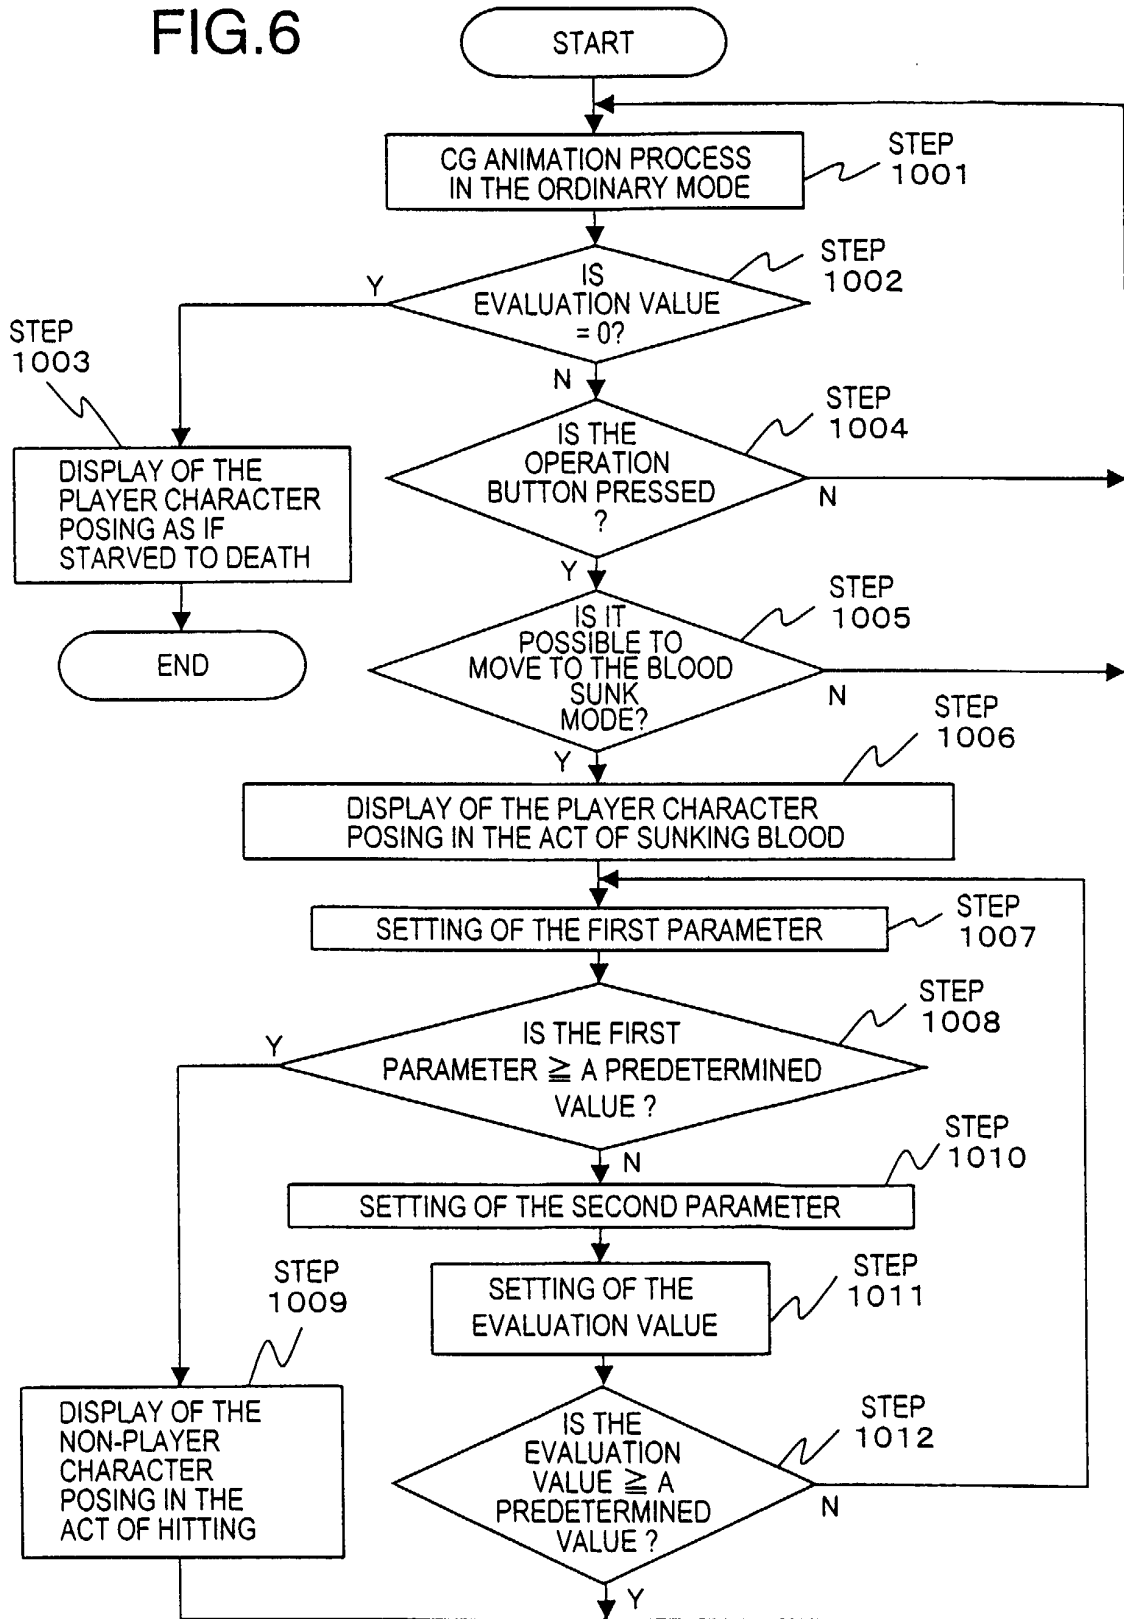 FIG.6
START
CG ANIMATION PROCESS
IN THE ORDINARY MODE
STEP
1001
IS
EVALUATION VALUE
= 0?
STEP
1002
Y
N
STEP
1003
DISPLAY OF THE
PLAYER CHARACTER
POSING AS IF
STARVED TO DEATH
END
IS THE
OPERATION
BUTTON PRESSED
?
STEP
1004
N
Y
IS IT
POSSIBLE TO
MOVE TO THE BLOOD
SUNK
MODE?
STEP
1005
N
Y
STEP
1006
DISPLAY OF THE PLAYER CHARACTER
POSING IN THE ACT OF SUNKING BLOOD
SETTING OF THE FIRST PARAMETER
STEP
1007
IS THE FIRST
PARAMETER ≧ A PREDETERMINED
VALUE ?
STEP
1008
Y
N
SETTING OF THE SECOND PARAMETER
STEP
1010
SETTING OF THE
EVALUATION VALUE
STEP
1011
STEP
1009
DISPLAY OF THE
NON-PLAYER
CHARACTER
POSING IN THE
ACT OF HITTING
IS THE
EVALUATION
VALUE ≧ A
PREDETERMINED
VALUE ?
STEP
1012
N
Y